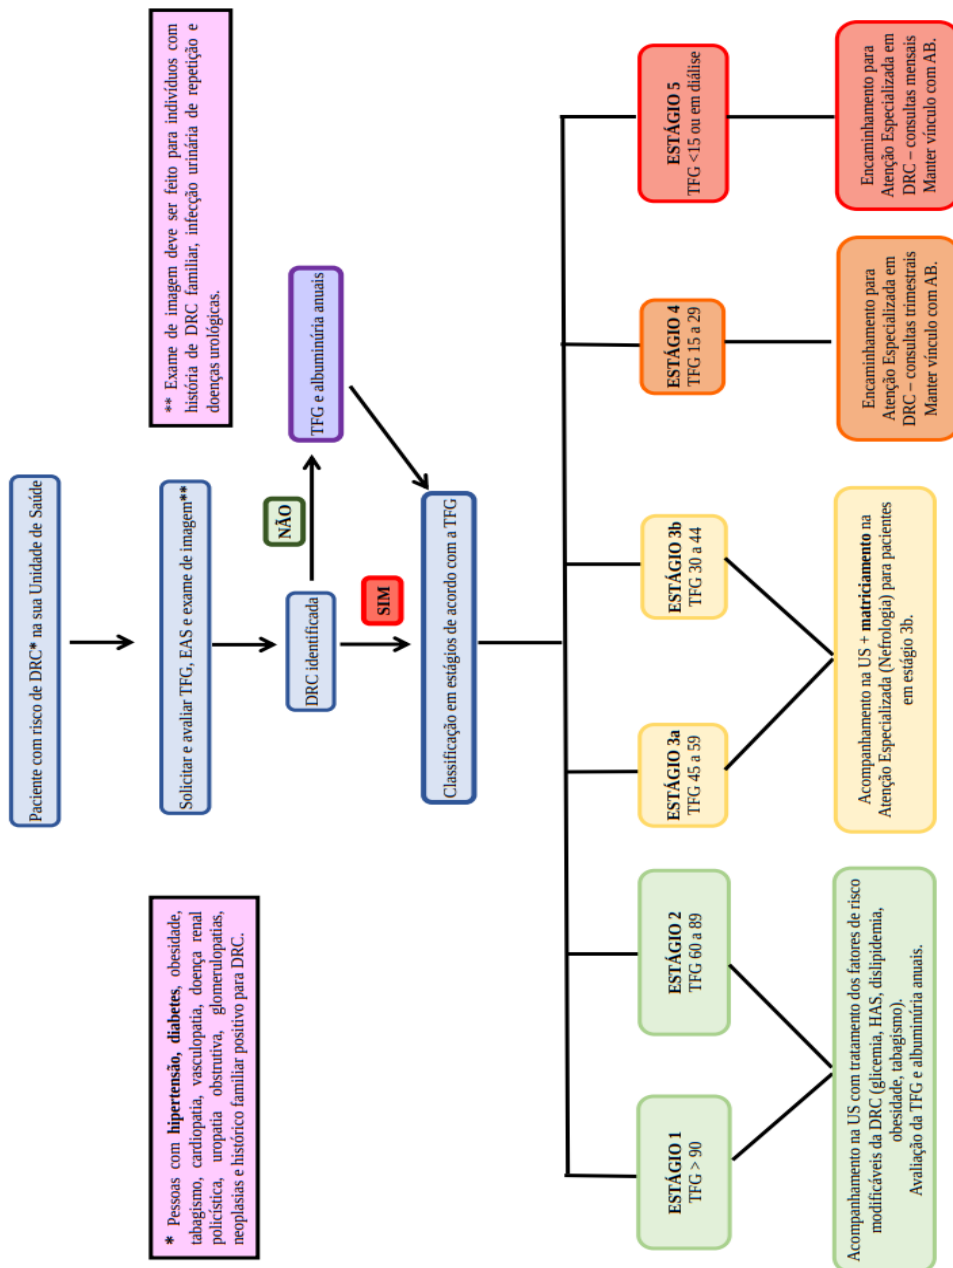 Paciente com risco de DRC* na sua Unidade de Saúde
* Pessoas com hipertensão, diabetes, obesidade,
tabagismo, cardiopatia, vasculopatia, doença renal
policística, uropatia obstrutiva, glomerulopatias,
neoplasias e histórico familiar positivo para DRC.
Solicitar e avaliar TFG, EAS e exame de imagem**
** Exame de imagem deve ser feito para indivíduos com
história de DRC familiar, infecção urinária de repetição e
doenças urológicas.
DRC identificada
NÃO
TFG e albuminúria anuais
SIM
Classificação em estágios de acordo com a TFG
ESTÁGIO 1
TFG > 90
ESTÁGIO 2
TFG 60 a 89
ESTÁGIO 3a
TFG 45 a 59
ESTÁGIO 3b
TFG 30 a 44
ESTÁGIO 4
TFG 15 a 29
ESTÁGIO 5
TFG <15 ou em diálise
Acompanhamento na US com tratamento dos fatores de risco
modificáveis da DRC (glicemia, HAS, dislipidemia,
obesidade, tabagismo).
Avaliação da TFG e albuminúria anuais.
Acompanhamento na US + matriciamento na
Atenção Especializada (Nefrologia) para pacientes
em estágio 3b.
Encaminhamento para
Atenção Especializada em
DRC – consultas trimestrais
Manter vínculo com AB.
Encaminhamento para
Atenção Especializada em
DRC – consultas mensais
Manter vínculo com AB.